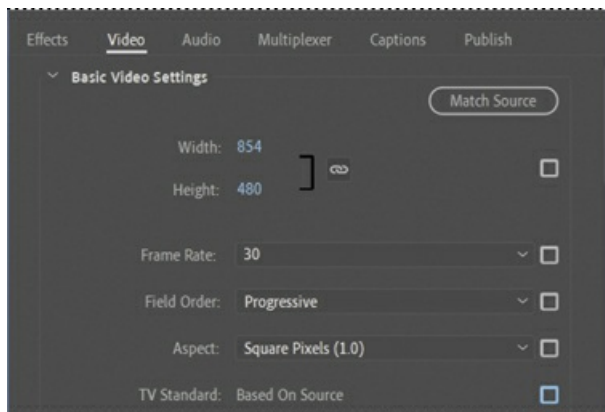 Effects Video Audio Multiplexer Captions Publish
Basic Video Settings
Match Source
Width: 854
Height: 480
Frame Rate: 30
Field Order: Progressive
Aspect: Square Pixels (1.0)
TV Standard: Based On Source